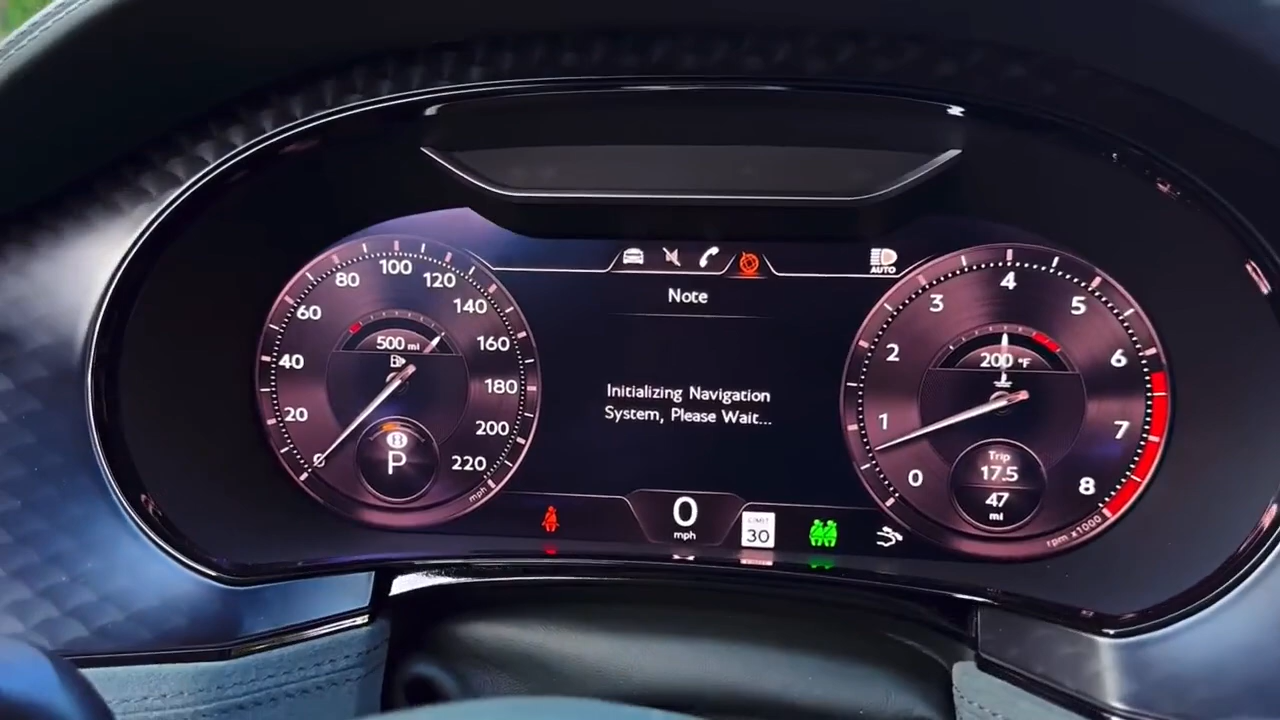 AUTO
Note
Initializing Navigation
System, Please Wait...
0
20
40
60
80
100
120
140
160
180
200
220
mph
500 mi
B
P
0
mph
LIMIT
30
0
1
2
3
4
5
6
7
8
rpm x1000
200 °F
Trip
17.5
47
mi